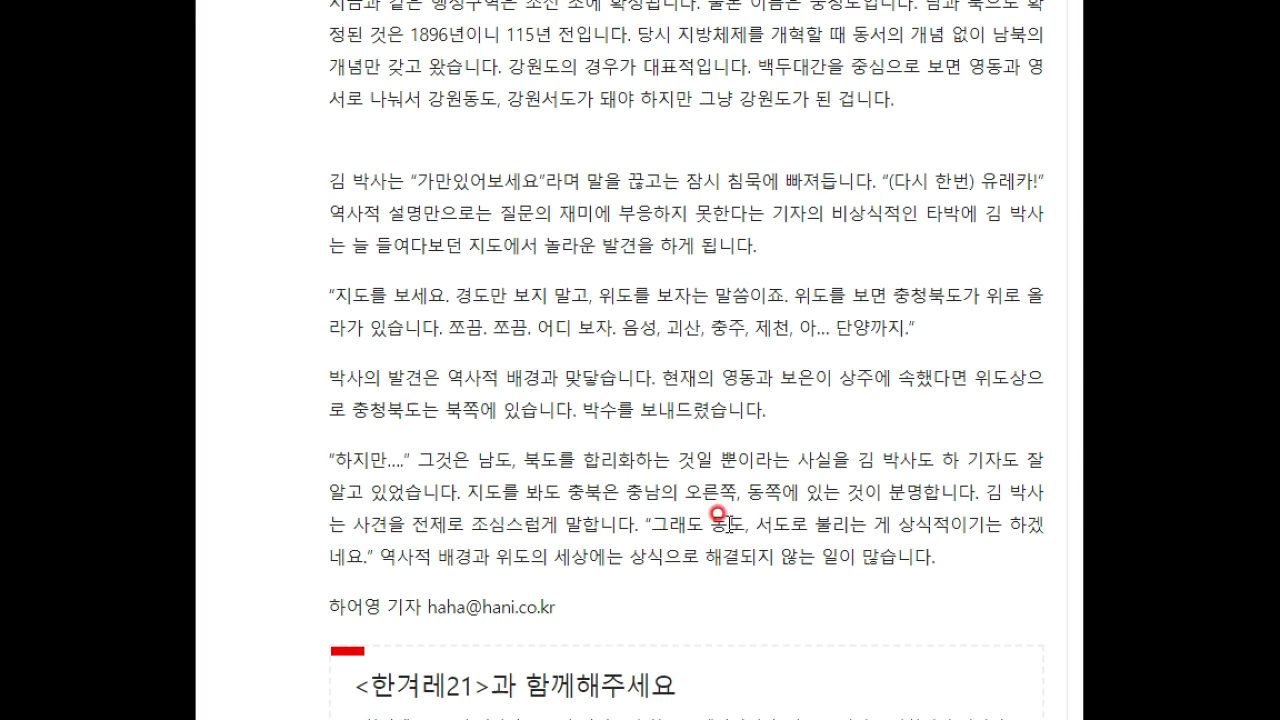 정된 것은 1896년이니 115년 전입니다. 당시 지방체제를 개혁할 때 동서의 개념 없이 남북의
개념만 갖고 왔습니다. 강원도의 경우가 대표적입니다. 백두대간을 중심으로 보면 영동과 영
서로 나눠서 강원동도, 강원서도가 돼야 하지만 그냥 강원도가 된 겁니다.
김 박사는 “가만있어보세요”라며 말을 끊고는 잠시 침묵에 빠져듭니다. “(다시 한번) 유레카!”
역사적 설명만으로는 질문의 재미에 부응하지 못한다는 기자의 비상식적인 타박에 김 박사
는 늘 들여다보던 지도에서 놀라운 발견을 하게 됩니다.
“지도를 보세요. 경도만 보지 말고, 위도를 보자는 말씀이죠. 위도를 보면 충청북도가 위로 올
라가 있습니다. 쪼끔. 쪼끔. 어디 보자. 음성, 괴산, 충주, 제천, 아... 단양까지.”
박사의 발견은 역사적 배경과 맞닿습니다. 현재의 영동과 보은이 상주에 속했다면 위도상으
로 충청북도는 북쪽에 있습니다. 박수를 보내드렸습니다.
“하지만....” 그것은 남도, 북도를 합리화하는 것일 뿐이라는 사실을 김 박사도 하 기자도 잘
알고 있었습니다. 지도를 봐도 충북은 충남의 오른쪽, 동쪽에 있는 것이 분명합니다. 김 박사
는 사견을 전제로 조심스럽게 말합니다. “그래도 동도, 서도로 불리는 게 상식적이기는 하겠
네요.” 역사적 배경과 위도의 세상에는 상식으로 해결되지 않는 일이 많습니다.
하어영 기자 haha@hani.co.kr
<한겨레21>과 함께해주세요